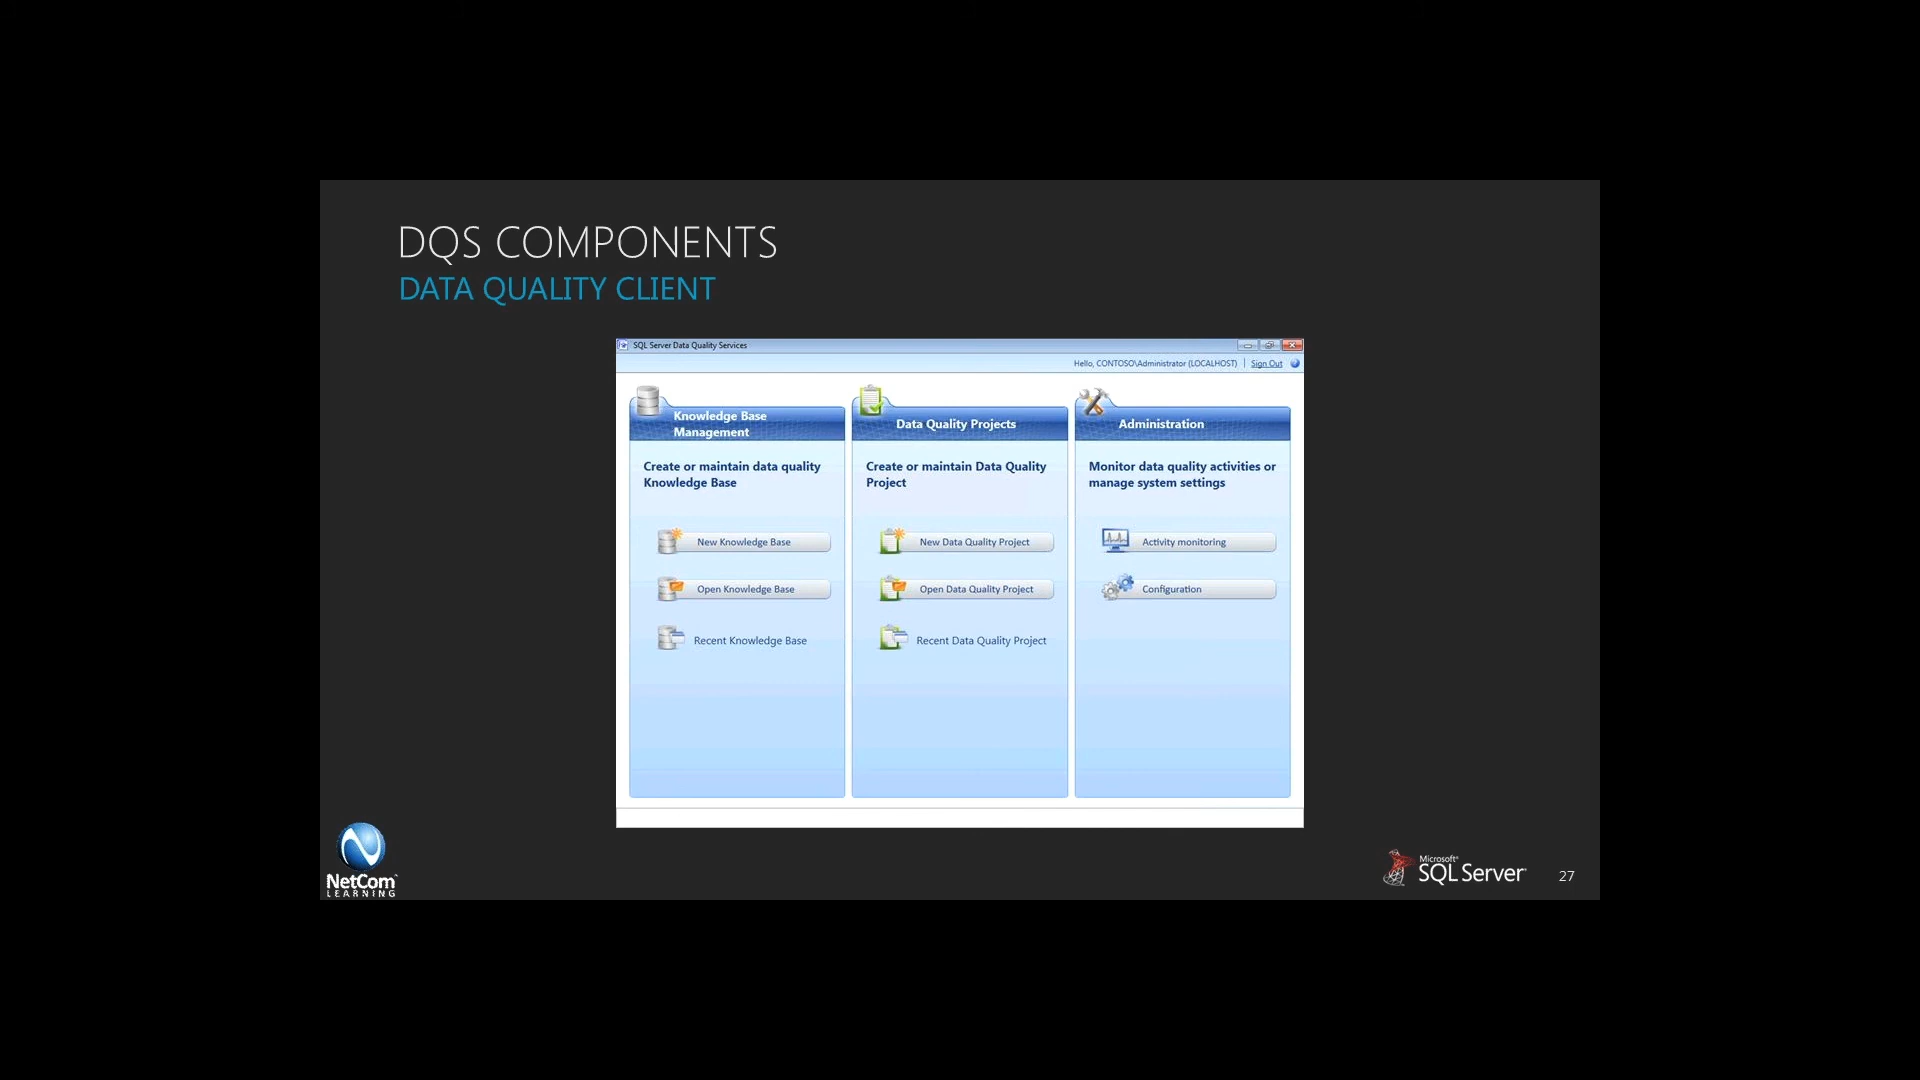 DQS COMPONENTS
DATA QUALITY CLIENT
SQL Server Data Quality Services
Hello, CONTOSO\Administrator (LOCALHOST) | Sign Out
Knowledge Base
Management
Create or maintain data quality
Knowledge Base
New Knowledge Base
Open Knowledge Base
Recent Knowledge Base
Data Quality Projects
Create or maintain Data Quality
Project
New Data Quality Project
Open Data Quality Project
Recent Data Quality Project
Administration
Monitor data quality activities or
manage system settings
Activity monitoring
Configuration
NetCom
LEARNING
Microsoft®
SQL Server
27